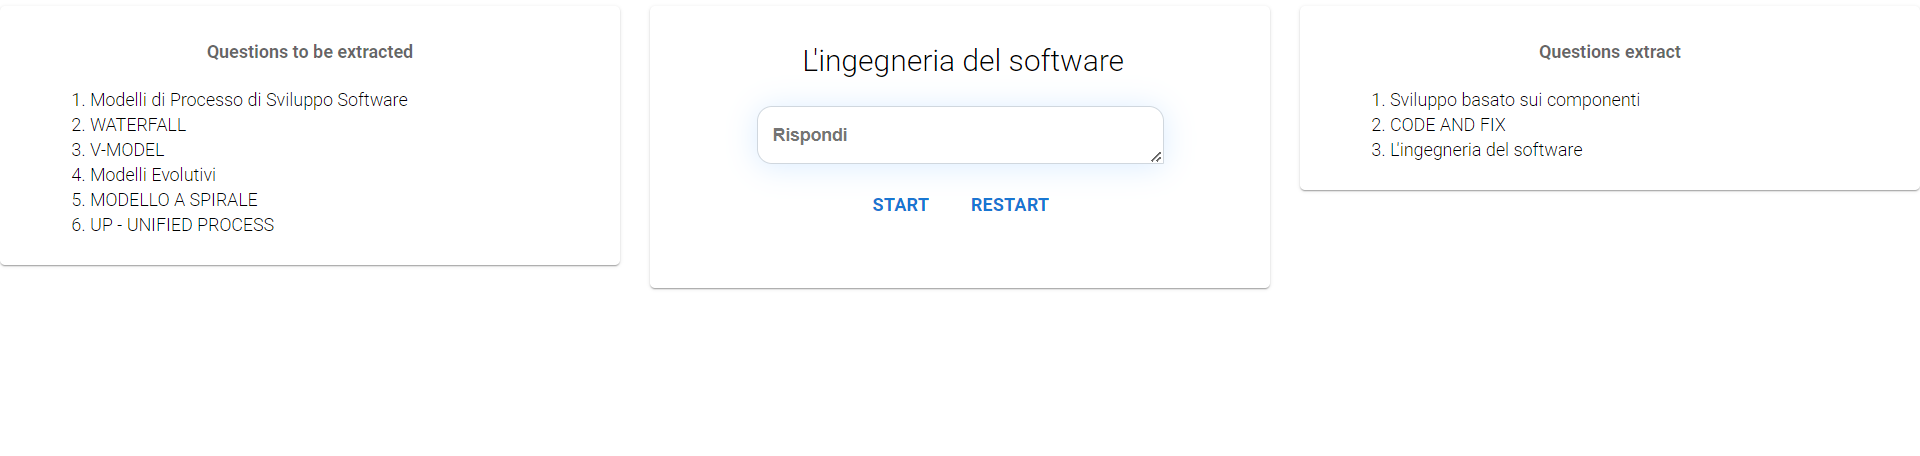 Questions to be extracted
1. Modelli di Processo di Sviluppo Software
2. WATERFALL
3. V-MODEL
4. Modelli Evolutivi
5. MODELLO A SPIRALE
6. UP - UNIFIED PROCESS
L'ingegneria del software
Rispondi
START RESTART
Questions extract
1. Sviluppo basato sui componenti
2. CODE AND FIX
3. L'ingegneria del software